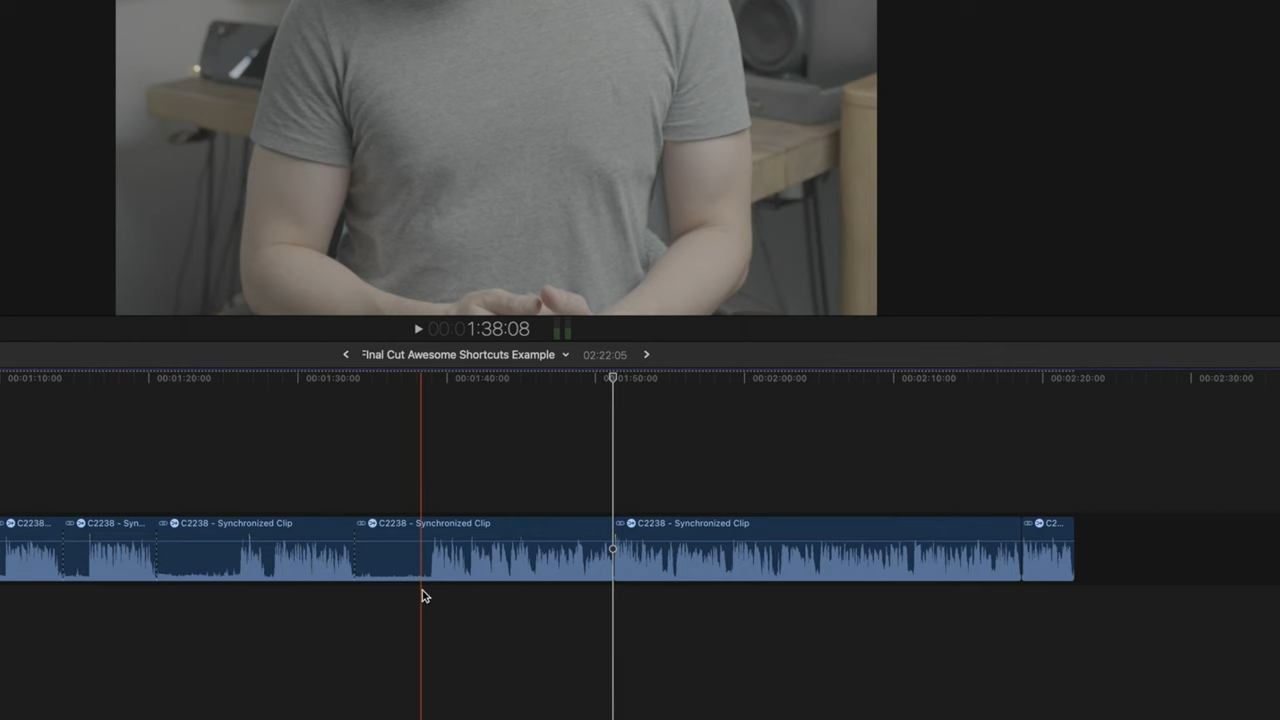 00:01:38:08
Final Cut Awesome Shortcuts Example 02:22:05
00:01:10:00 00:01:20:00 00:01:30:00 00:01:40:00 00:01:50:00 00:02:00:00 00:02:10:00 00:02:20:00 00:02:30:00
C2238... C2238 - Syn... C2238 - Synchronized Clip C2238 - Synchronized Clip C2238 - Synchronized Clip C2...